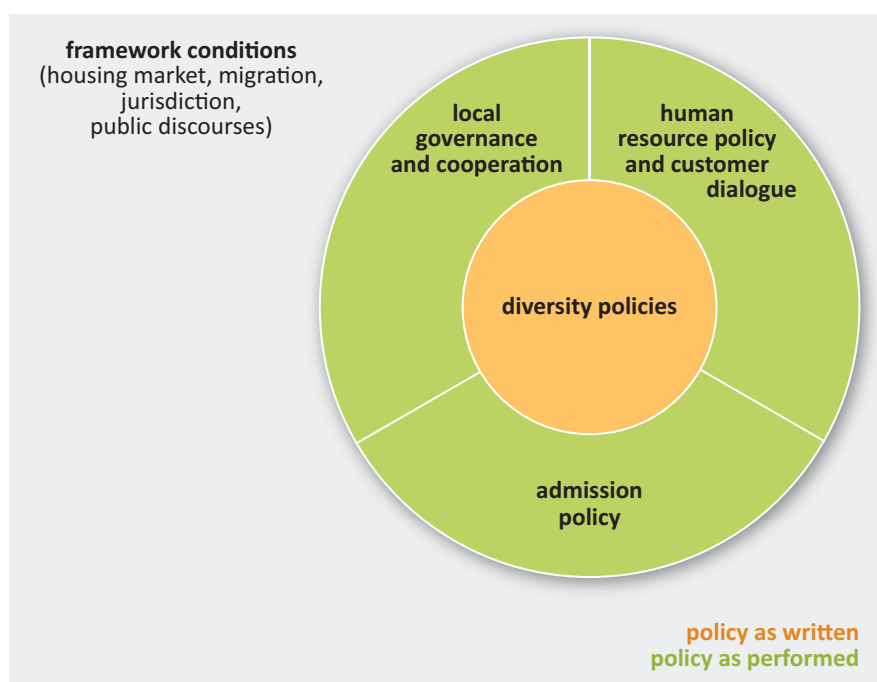 framework conditions
(housing market, migration,
jurisdiction,
public discourses)
local
governance
and cooperation
human
resource policy
and customer
dialogue
diversity policies
admission
policy
policy as written
policy as performed